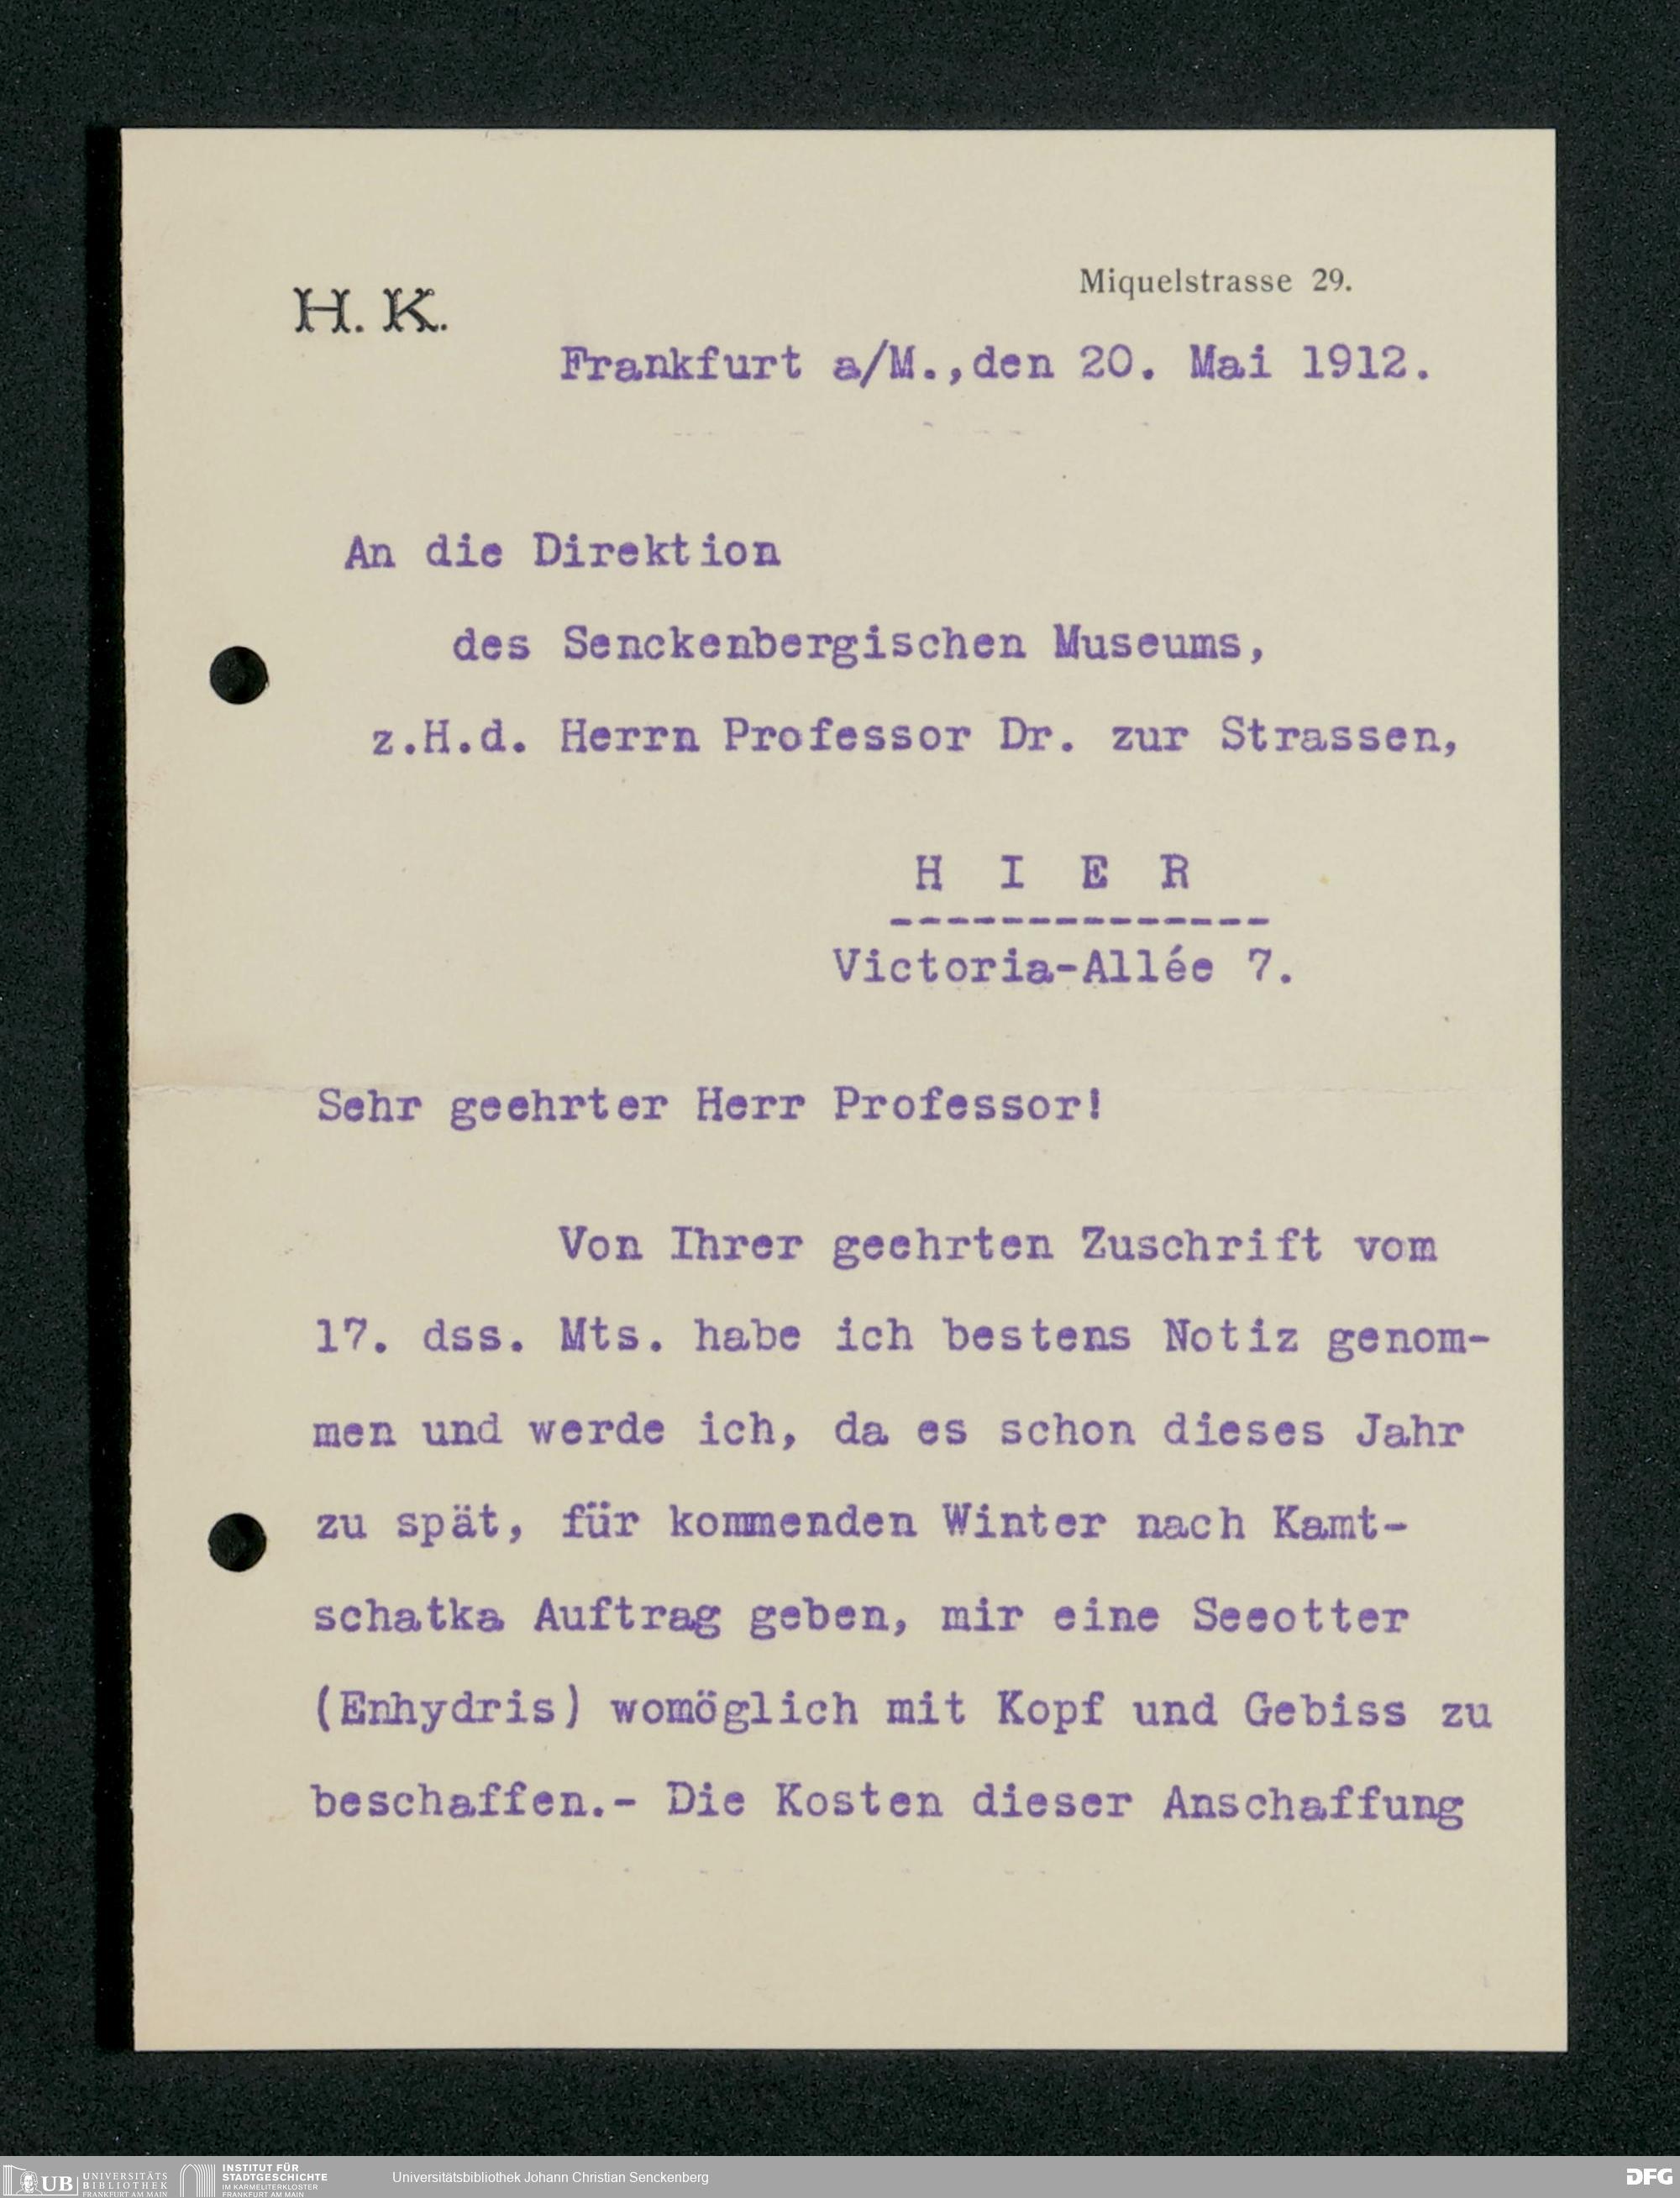 H. K.
Miquelstrasse 29.
Frankfurt a/M.,den 20. Mai 1912.
An die Direktion
des Senckenbergischen Museums,
z.H.d. Herrn Professor Dr. zur Strassen,
H I E R
--------------
Victoria-Allée 7.
Sehr geehrter Herr Professor!
Von Ihrer geehrten Zuschrift vom
17. dss. Mts. habe ich bestens Notiz genom-
men und werde ich, da es schon dieses Jahr
zu spät, für kommenden Winter nach Kamt-
schatka Auftrag geben, mir eine Seeotter
(Enhydris) womöglich mit Kopf und Gebiss zu
beschaffen.- Die Kosten dieser Anschaffung
UB UNIVERSITÄTS
BIBLIOTHEK
FRANKFURT AM MAIN
INSTITUT FÜR
STADTGESCHICHTE
IM KARMELITERKLOSTER
FRANKFURT AM MAIN
Universitätsbibliothek Johann Christian Senckenberg
DFG